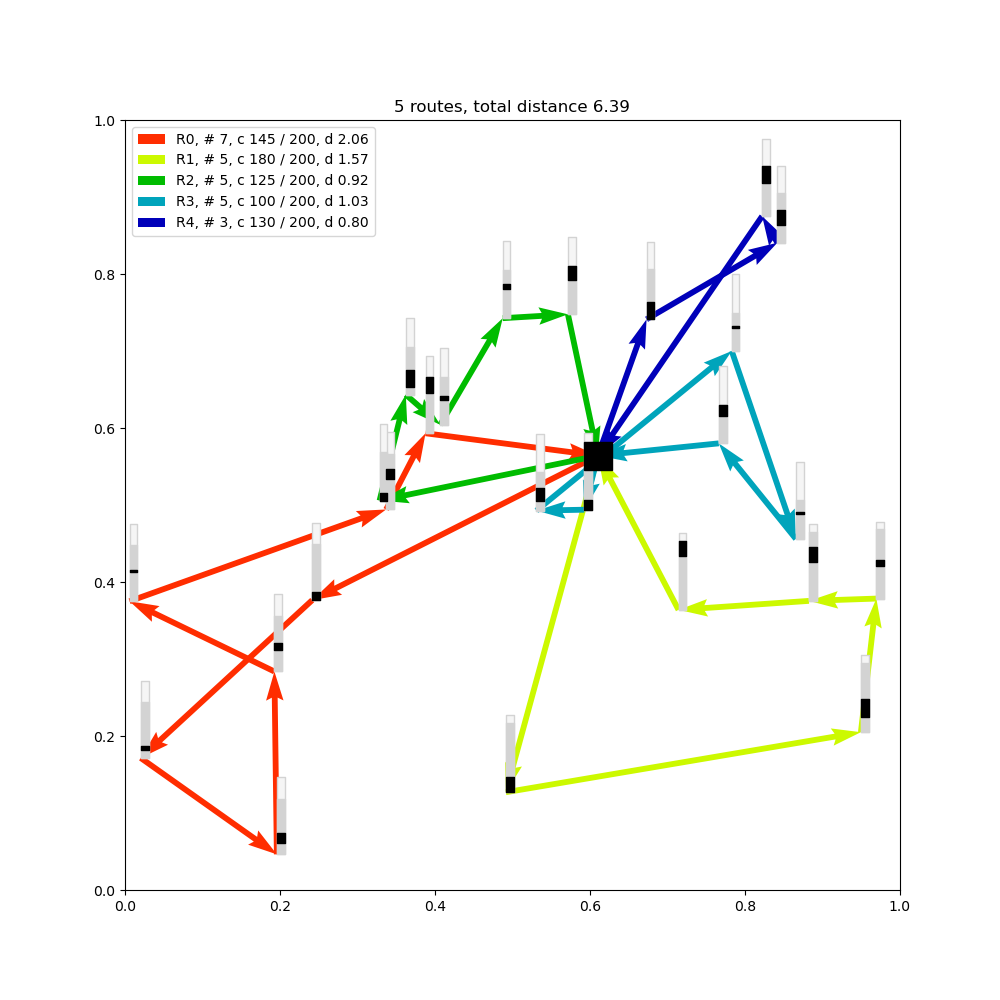 5 routes, total distance 6.39
1.0
R0, # 7, c 145 / 200, d 2.06
R1, # 5, c 180 / 200, d 1.57
R2, # 5, c 125 / 200, d 0.92
R3, # 5, c 100 / 200, d 1.03
R4, # 3, c 130 / 200, d 0.80
0.8
0.6
0.4
0.2
0.0
0.0 0.2 0.4 0.6 0.8 1.0